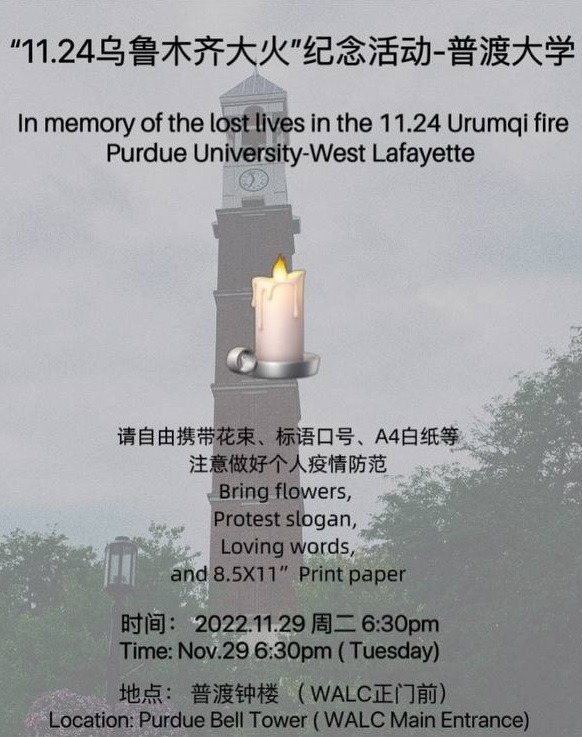 “11.24乌鲁木齐大火”纪念活动-普渡大学
In memory of the lost lives in the 11.24 Urumqi fire
Purdue University-West Lafayette
请自由携带花束、标语口号、A4白纸等
注意做好个人疫情防范
Bring flowers,
Protest slogan,
Loving words,
and 8.5X11” Print paper
时间： 2022.11.29 周二 6:30pm
Time: Nov.29 6:30pm ( Tuesday)
地点： 普渡钟楼 （ WALC正门前）
Location: Purdue Bell Tower ( WALC Main Entrance)